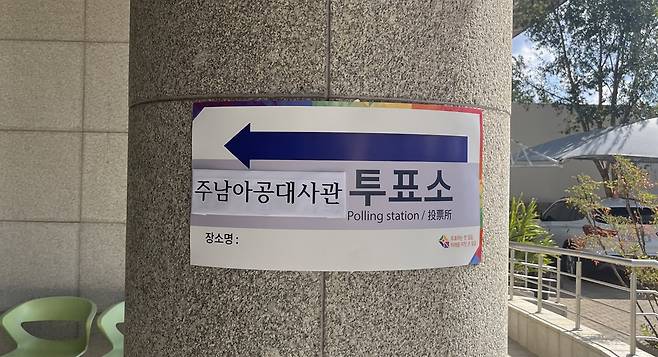 주남아공대사관 투표소
Polling station / 投票所
장소명 :